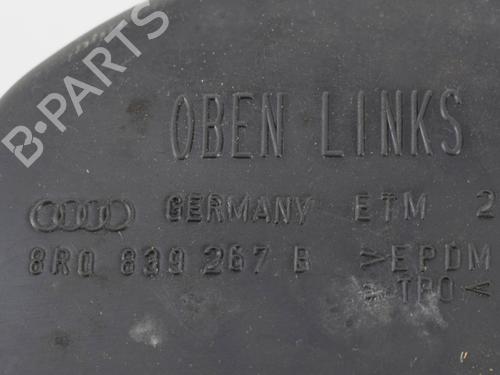 B-PARTS
OBEN LINKS
GERMANY ETM 2
8R0 839 267 B >EPDM
TPO<